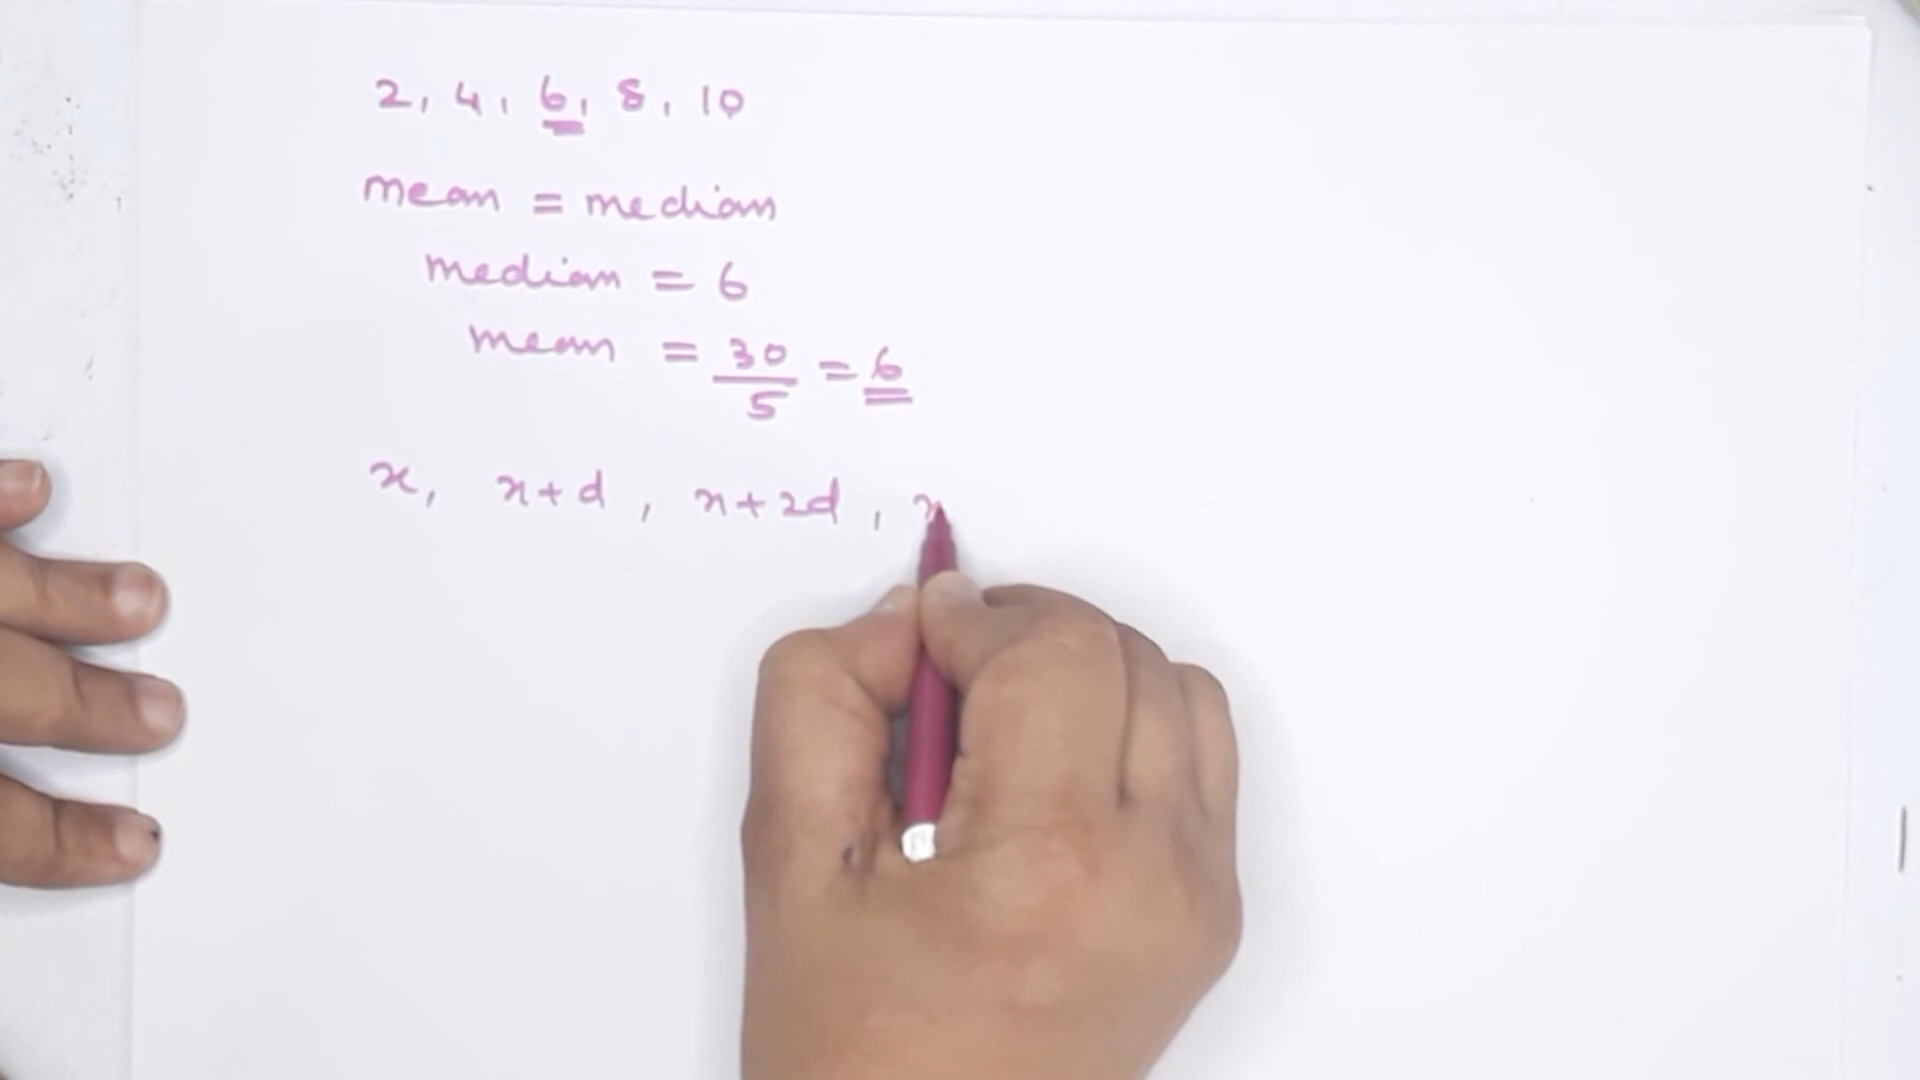 2, 4, 6, 8, 10
mean = median
median = 6
mean = 30/5 = 6
x, x+d, x+2d, x